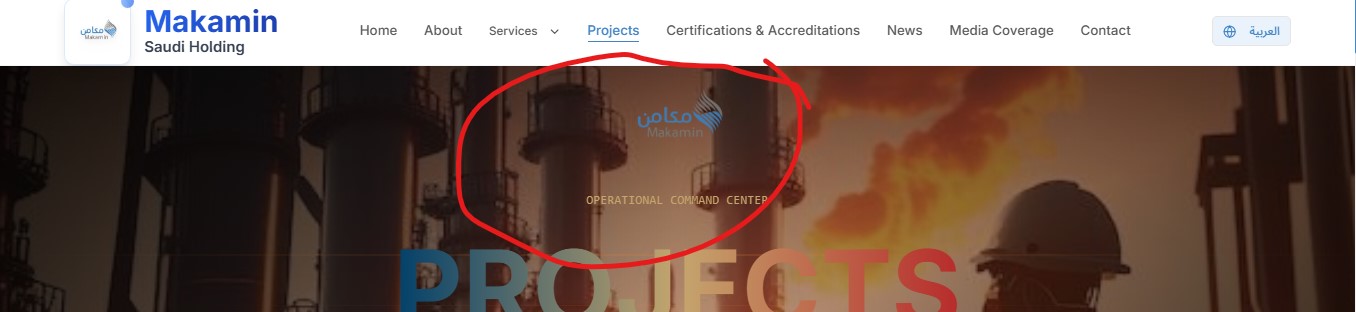 Makamin
Saudi Holding
مكامن
Makamin
Home
About
Services
Projects
Certifications & Accreditations
News
Media Coverage
Contact
العربية
مكامن
Makamin
OPERATIONAL COMMAND CENTER
PROJECTS